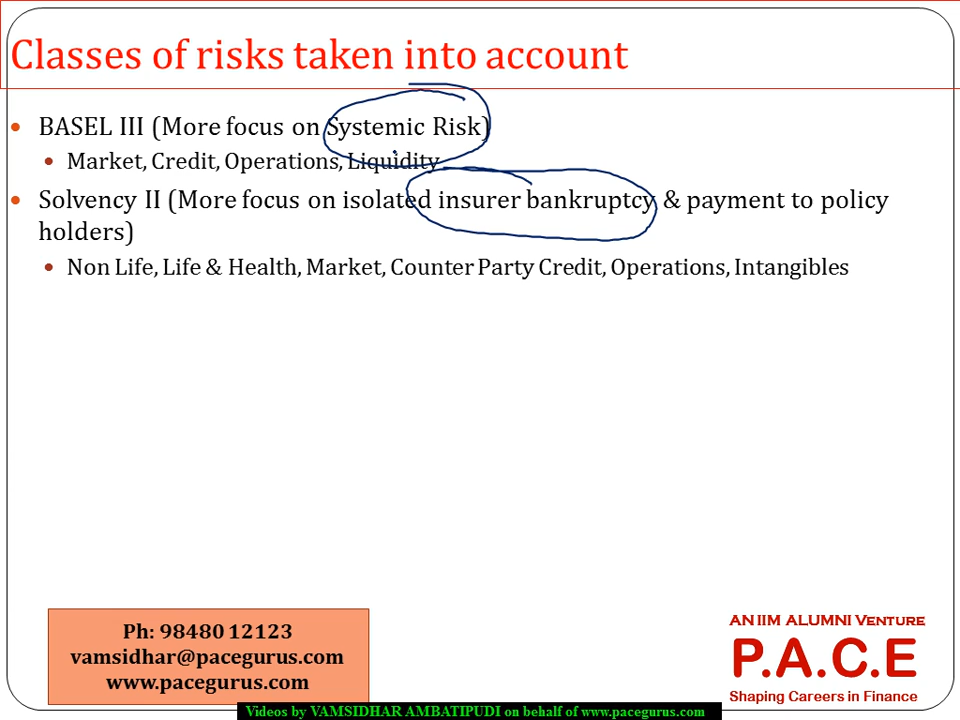 Classes of risks taken into account
• BASEL III (More focus on Systemic Risk)
• Market, Credit, Operations, Liquidity
• Solvency II (More focus on isolated insurer bankruptcy & payment to policy
holders)
• Non Life, Life & Health, Market, Counter Party Credit, Operations, Intangibles
Ph: 98480 12123
vamsidhar@pacegurus.com
www.pacegurus.com
AN IIM ALUMNI VENTURE
P.A.C.E
Shaping Careers in Finance
Videos by VAMSIDHAR AMBATIPUDI on behalf of www.pacegurus.com